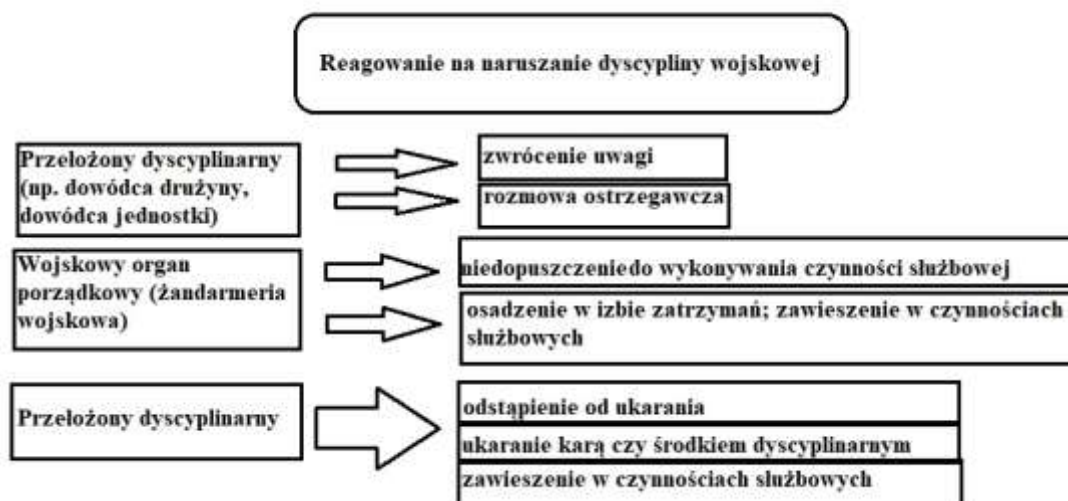 Reagowanie na naruszanie dyscypliny wojskowej
Przełożony dyscyplinarny
(np. dowódca drużyny,
dowódca jednostki)
zwrócenie uwagi
rozmowa ostrzegawcza
Wojskowy organ
porządkowy (żandarmeria
wojskowa)
niedopuszczeniedo wykonywania czynności służbowej
osadzenie w izbie zatrzymań; zawieszenie w czynnościach
służbowych
Przełożony dyscyplinarny
odstąpienie od ukarania
ukaranie karą czy środkiem dyscyplinarnym
zawieszenie w czynnościach służbowych